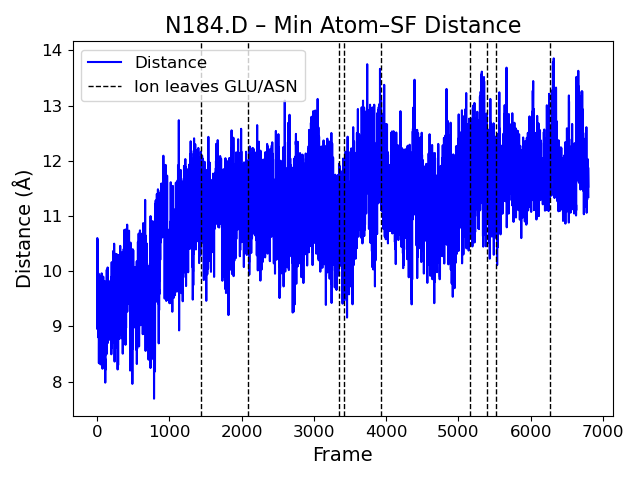 N184.D – Min Atom–SF Distance
Distance (Å)
14
13
12
11
10
9
8
Distance
Ion leaves GLU/ASN
0 1000 2000 3000 4000 5000 6000 7000
Frame